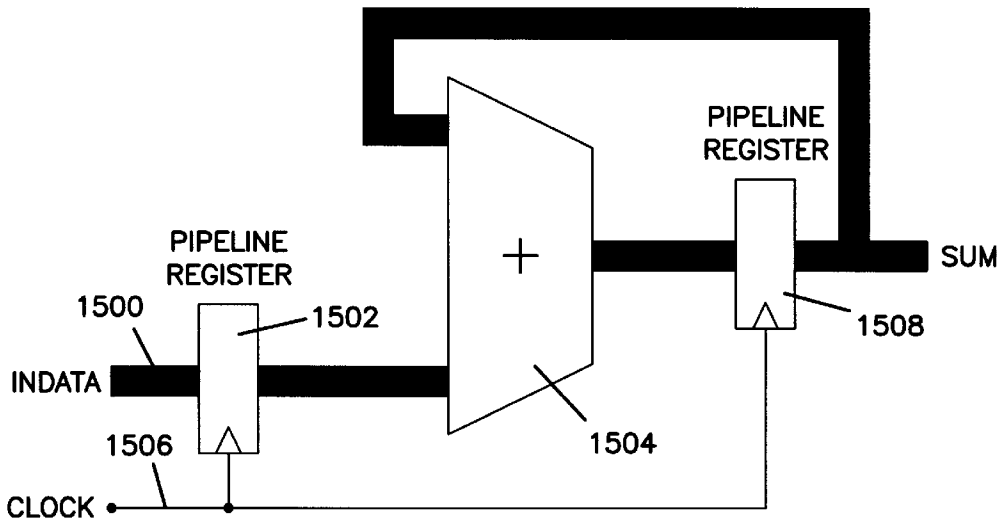 PIPELINE
REGISTER
+
SUM
1508
PIPELINE
REGISTER
1500
1502
INDATA
1504
1506
CLOCK